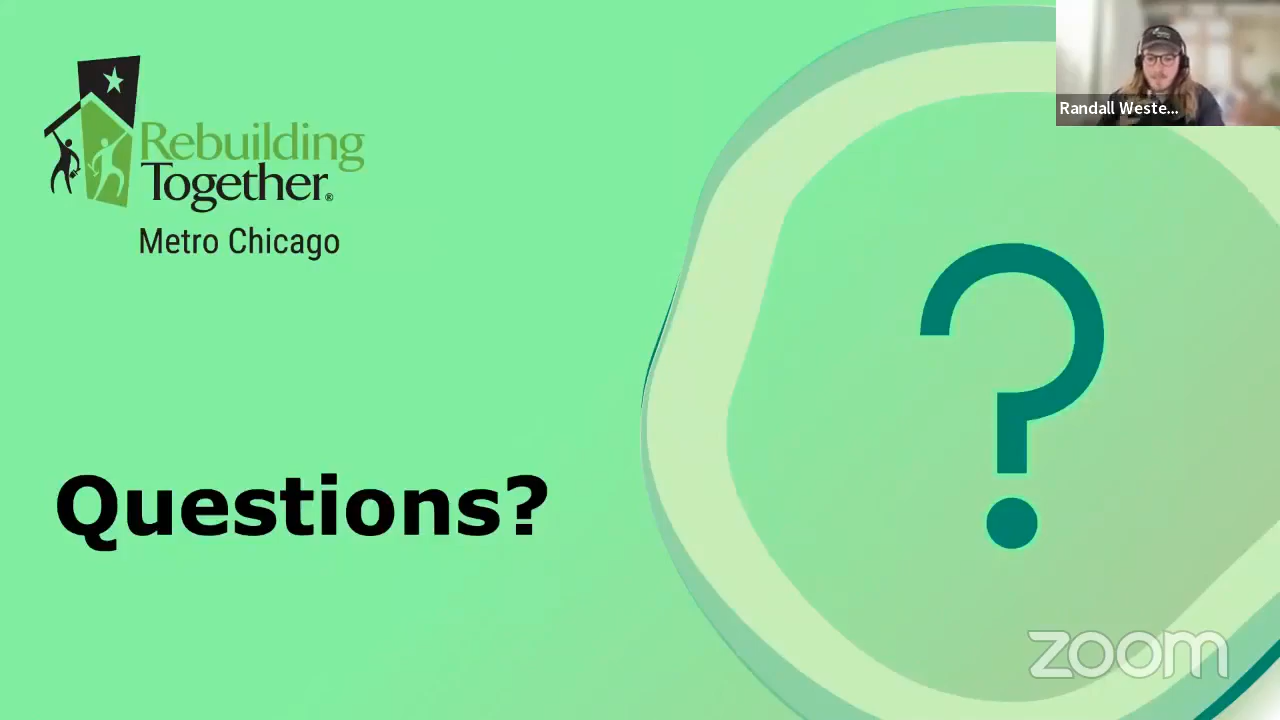 Rebuilding
Together®
Metro Chicago
Randall Weste...
Questions?
?
zoom